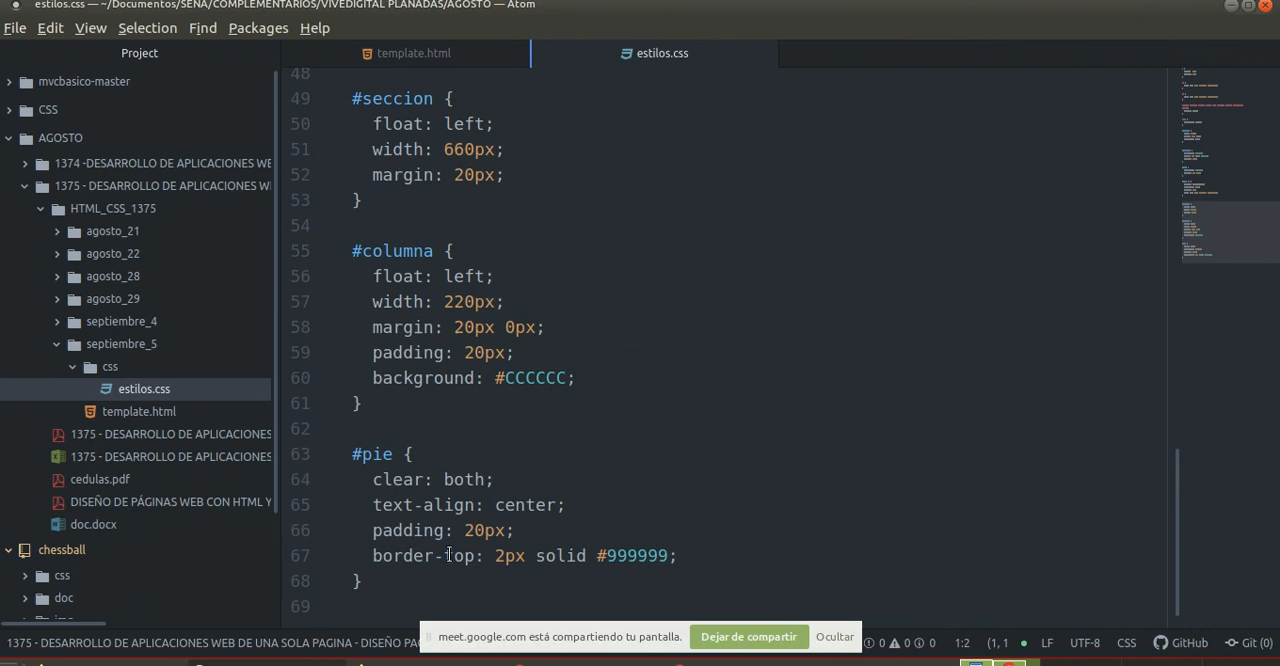 estilos.css — ~/Documentos/SENA/COMPLEMENTARIOS/VIVEDIGITAL PLANADAS/AGOSTO — Atom
File Edit View Selection Find Packages Help
Project
template.html
estilos.css
mvcbasico-master
CSS
AGOSTO
1374 -DESARROLLO DE APLICACIONES WE
1375 - DESARROLLO DE APLICACIONES W
HTML_CSS_1375
agosto_21
agosto_22
agosto_28
agosto_29
septiembre_4
septiembre_5
css
estilos.css
template.html
1375 - DESARROLLO DE APLICACIONES
1375 - DESARROLLO DE APLICACIONES
cedulas.pdf
DISEÑO DE PÁGINAS WEB CON HTML Y
doc.docx
chessball
css
doc
48
49 #seccion {
50 float: left;
51 width: 660px;
52 margin: 20px;
53 }
54
55 #columna {
56 float: left;
57 width: 220px;
58 margin: 20px 0px;
59 padding: 20px;
60 background: #CCCCCC;
61 }
62
63 #pie {
64 clear: both;
65 text-align: center;
66 padding: 20px;
67 border-top: 2px solid #999999;
68 }
69
meet.google.com está compartiendo tu pantalla. Dejar de compartir Ocultar
1375 - DESARROLLO DE APLICACIONES WEB DE UNA SOLA PAGINA - DISEÑO PA
0 0 0 1:2 (1, 1 LF UTF-8 CSS GitHub Git (0)